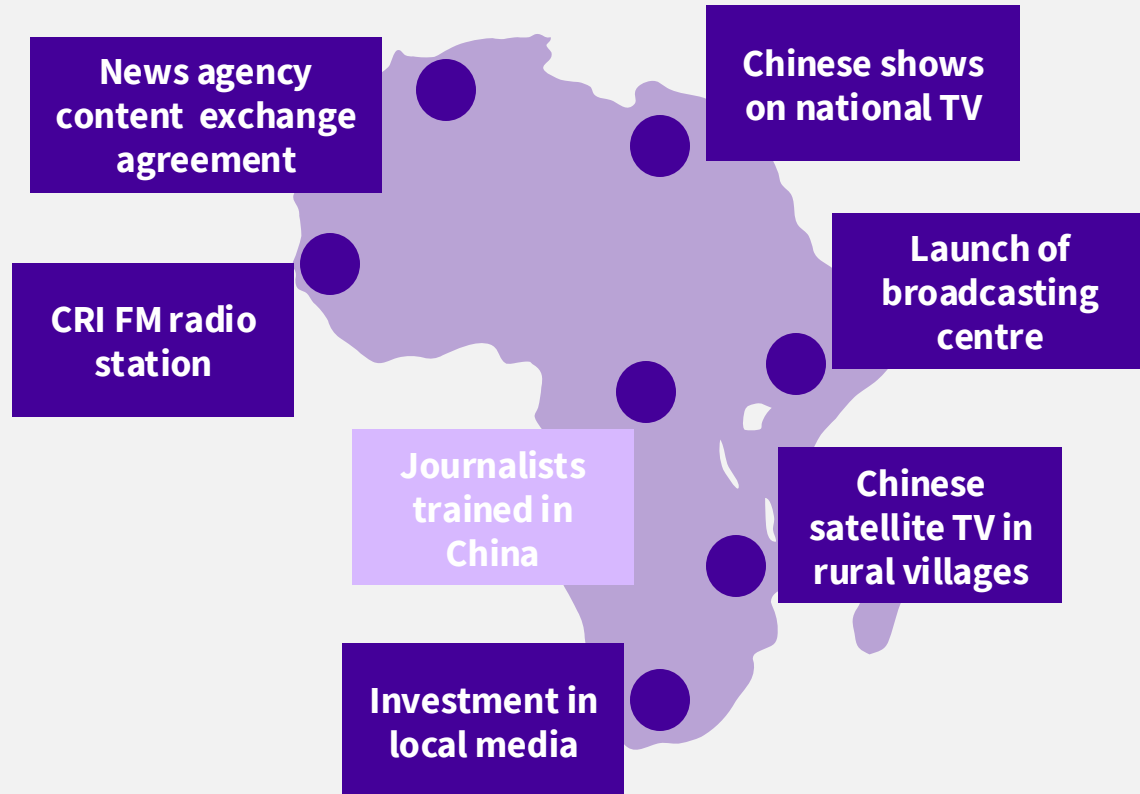 News agency
content exchange
agreement
Chinese shows
on national TV
Launch of
broadcasting
centre
CRI FM radio
station
Journalists
trained in
China
Chinese
satellite TV in
rural villages
Investment in
local media